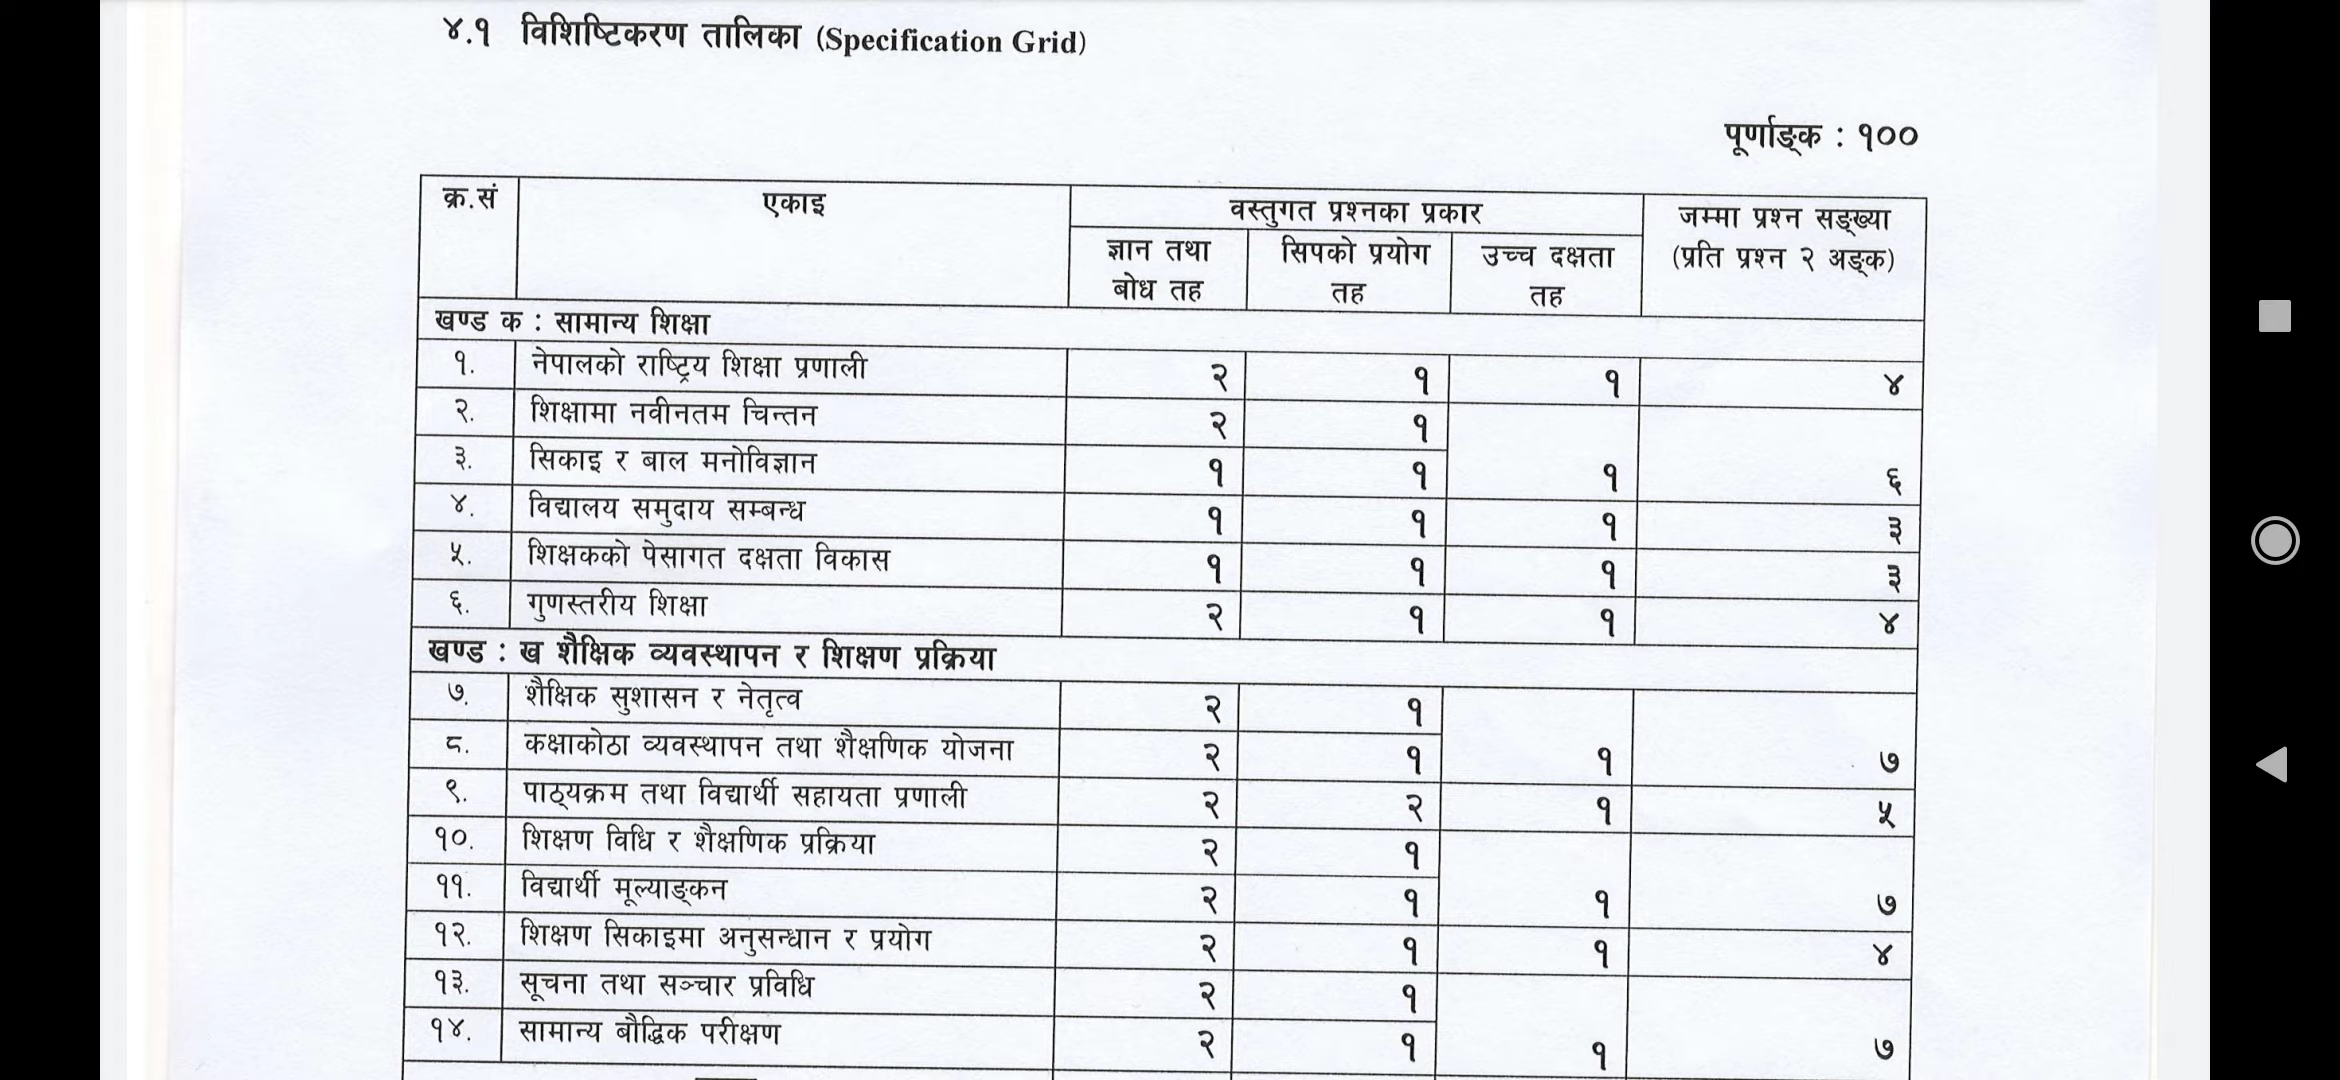 ४.१ विशिष्टिकरण तालिका (Specification Grid)
पूर्णाङ्क : १००
क्र.सं एकाइ वस्तुगत प्रश्नका प्रकार जम्मा प्रश्न सङ्ख्या (प्रति प्रश्न २ अङ्क)
ज्ञान तथा बोध तह सिपको प्रयोग तह उच्च दक्षता तह
खण्ड क : सामान्य शिक्षा
१. नेपालको राष्ट्रिय शिक्षा प्रणाली २ १ १ ४
२. शिक्षामा नवीनतम चिन्तन २ १
३. सिकाइ र बाल मनोविज्ञान १ १ १ ६
४. विद्यालय समुदाय सम्बन्ध १ १ १ ३
५. शिक्षकको पेसागत दक्षता विकास १ १ १ ३
६. गुणस्तरीय शिक्षा २ १ १ ४
खण्ड : ख शैक्षिक व्यवस्थापन र शिक्षण प्रक्रिया
७. शैक्षिक सुशासन र नेतृत्व २ १
८. कक्षाकोठा व्यवस्थापन तथा शैक्षणिक योजना २ १ १ ७
९. पाठ्यक्रम तथा विद्यार्थी सहायता प्रणाली २ २ १ ५
१०. शिक्षण विधि र शैक्षणिक प्रक्रिया २ १
११. विद्यार्थी मूल्याङ्कन २ १ १ ७
१२. शिक्षण सिकाइमा अनुसन्धान र प्रयोग २ १ १ ४
१३. सूचना तथा सञ्चार प्रविधि २ १
१४. सामान्य बौद्धिक परीक्षण २ १ १ ७